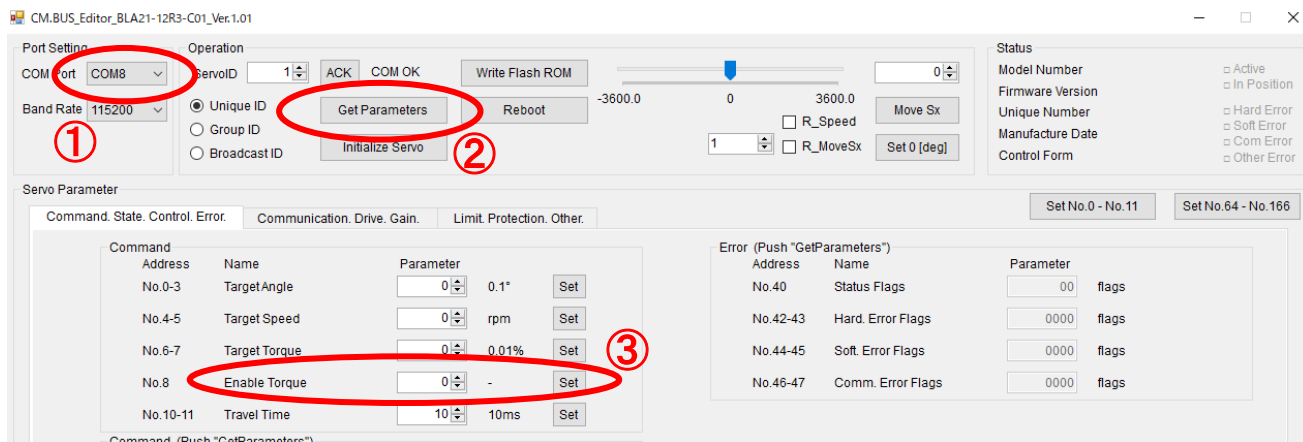 CM.BUS_Editor_BLA21-12R3-C01_Ver.1.01
Port Setting
COM Port COM8
Band Rate 115200
①
Operation
ServoID 1 ACK COM OK Write Flash ROM
Unique ID Get Parameters Reboot
Group ID
Broadcast ID Initialize Servo
②
0
-3600.0 0 3600.0 Move Sx
R_Speed
1 R_MoveSx Set 0 [deg]
Status
Model Number
Firmware Version
Unique Number
Manufacture Date
Control Form
Active
In Position
Hard Error
Soft Error
Com Error
Other Error
Servo Parameter
Set No.0 - No.11 Set No.64 - No.166
Command. State. Control. Error. Communication. Drive. Gain. Limit. Protection. Other.
Command
Address Name Parameter
No.0-3 Target Angle 0 0.1° Set
No.4-5 Target Speed 0 rpm Set
No.6-7 Target Torque 0 0.01% Set
③
No.8 Enable Torque 0 - Set
No.10-11 Travel Time 10 10ms Set
Command (Push "GetParameters")
Error (Push "GetParameters")
Address Name Parameter
No.40 Status Flags 00 flags
No.42-43 Hard. Error Flags 0000 flags
No.44-45 Soft. Error Flags 0000 flags
No.46-47 Comm. Error Flags 0000 flags